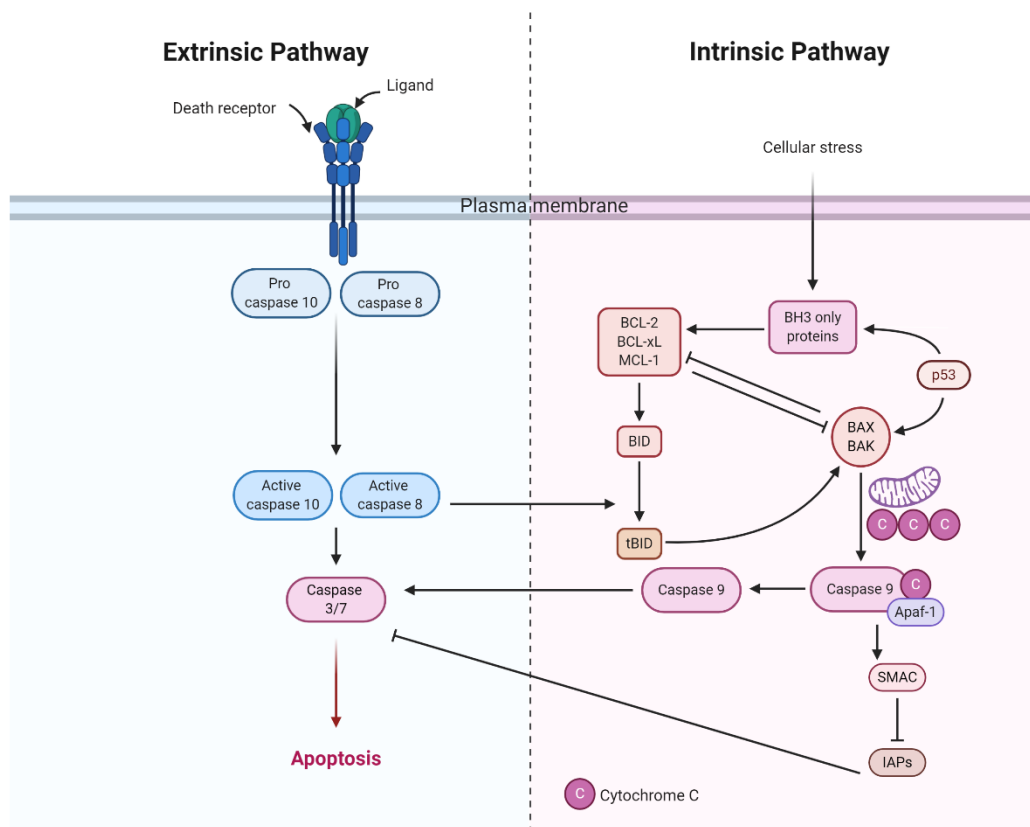 Extrinsic Pathway
Intrinsic Pathway
Ligand
Death receptor
Cellular stress
Plasma membrane
Pro
caspase 10
Pro
caspase 8
BCL-2
BCL-xL
MCL-1
BH3 only
proteins
p53
BID
BAX
BAK
Active
caspase 10
Active
caspase 8
C
C
C
tBID
Caspase
3/7
Caspase 9
Caspase 9
C
Apaf-1
SMAC
Apoptosis
IAPs
C
Cytochrome C